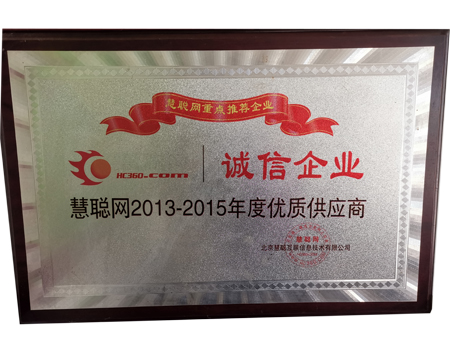 慧聪网重点推荐企业
HC360.com
诚信企业
慧聪网2013-2015年度优质供应商
慧聪网
北京慧聪互联信息技术有限公司